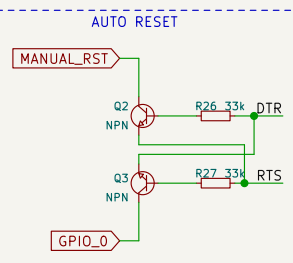 AUTO RESET
MANUAL_RST
Q2
NPN
R26 33k
DTR
Q3
NPN
R27 33k
RTS
GPIO_0